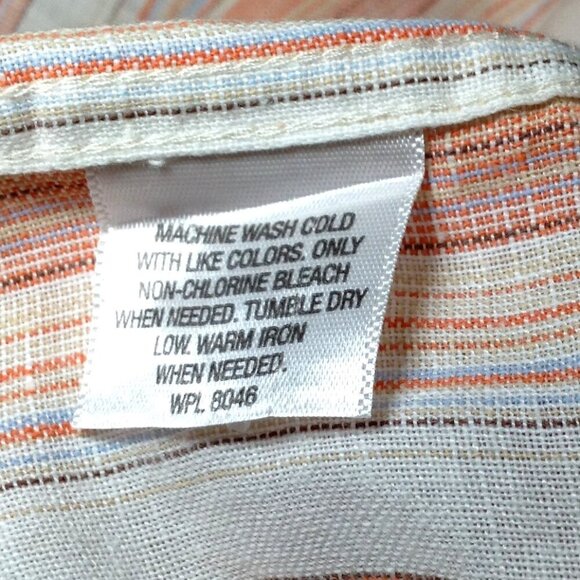 MACHINE WASH COLD
WITH LIKE COLORS. ONLY
NON-CHLORINE BLEACH
WHEN NEEDED. TUMBLE DRY
LOW. WARM IRON
WHEN NEEDED.
WPL 8046